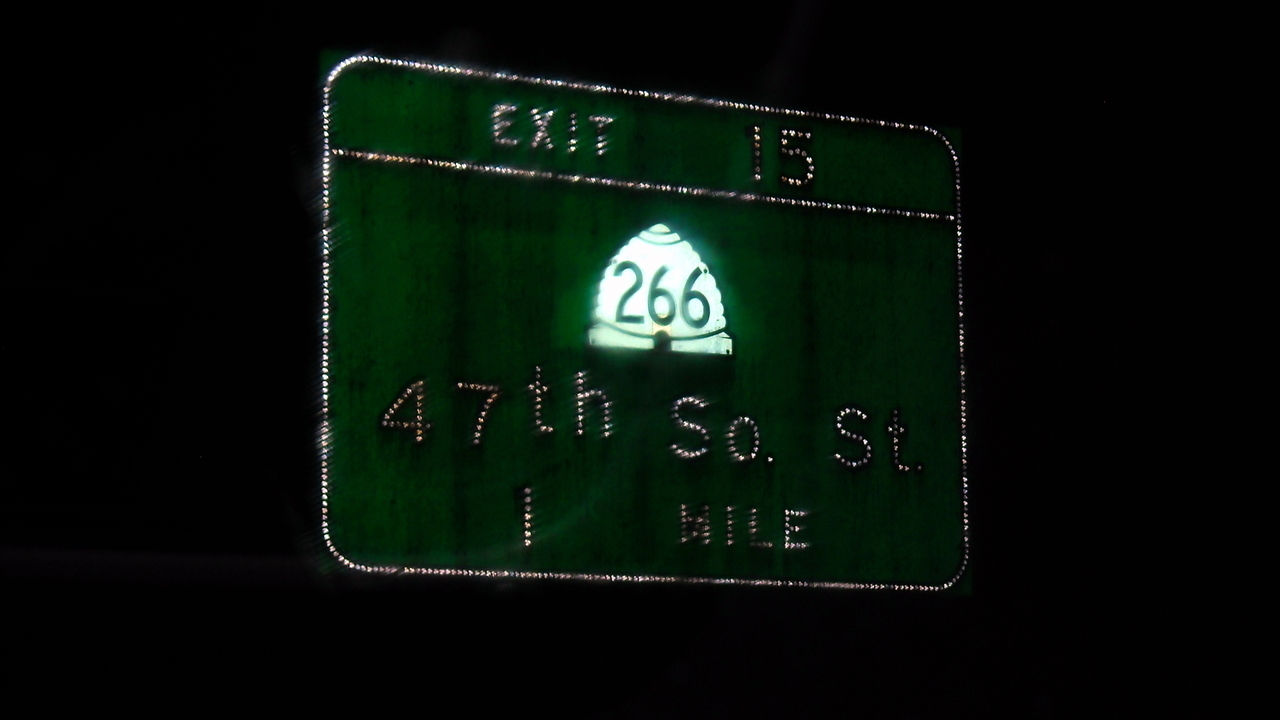 EXIT 15
266
47th So. St.
1 MILE